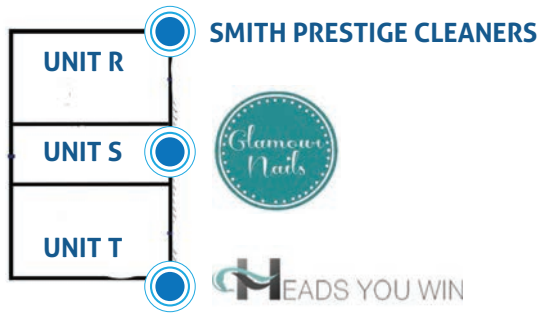 SMITH PRESTIGE CLEANERS
UNIT R
UNIT S
Glamour
Nails
UNIT T
HEADS YOU WIN